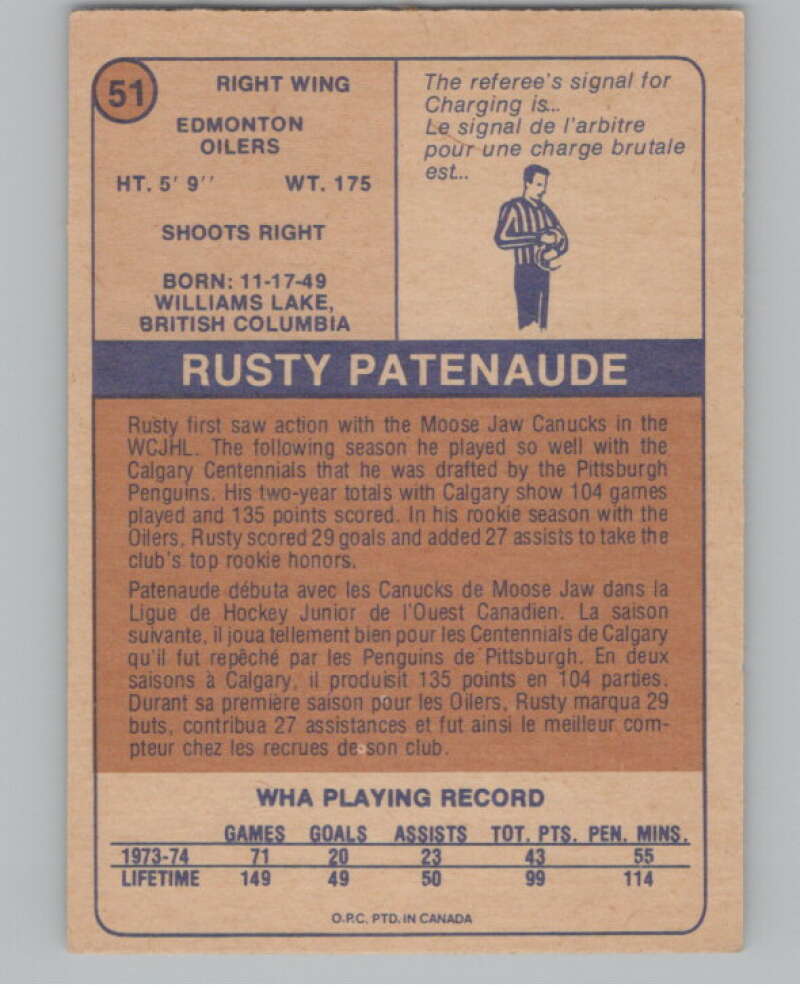 51
RIGHT WING
EDMONTON
OILERS
HT. 5' 9'' WT. 175
SHOOTS RIGHT
BORN: 11-17-49
WILLIAMS LAKE,
BRITISH COLUMBIA
The referee's signal for
Charging is...
Le signal de l'arbitre
pour une charge brutale
est...
RUSTY PATENAUDE
Rusty first saw action with the Moose Jaw Canucks in the
WCJHL. The following season he played so well with the
Calgary Centennials that he was drafted by the Pittsburgh
Penguins. His two-year totals with Calgary show 104 games
played and 135 points scored. In his rookie season with the
Oilers, Rusty scored 29 goals and added 27 assists to take the
club's top rookie honors.
Patenaude débuta avec les Canucks de Moose Jaw dans la
Ligue de Hockey Junior de l'Ouest Canadien. La saison
suivante, il joua tellement bien pour les Centennials de Calgary
qu'il fut repêché par les Penguins de Pittsburgh. En deux
saisons à Calgary, il produisit 135 points en 104 parties.
Durant sa première saison pour les Oilers, Rusty marqua 29
buts, contribua 27 assistances et fut ainsi le meilleur com-
pteur chez les recrues de son club.
WHA PLAYING RECORD
GAMES GOALS ASSISTS TOT. PTS. PEN. MINS.
1973-74 71 20 23 43 55
LIFETIME 149 49 50 99 114
O.P.C. PTD. IN CANADA